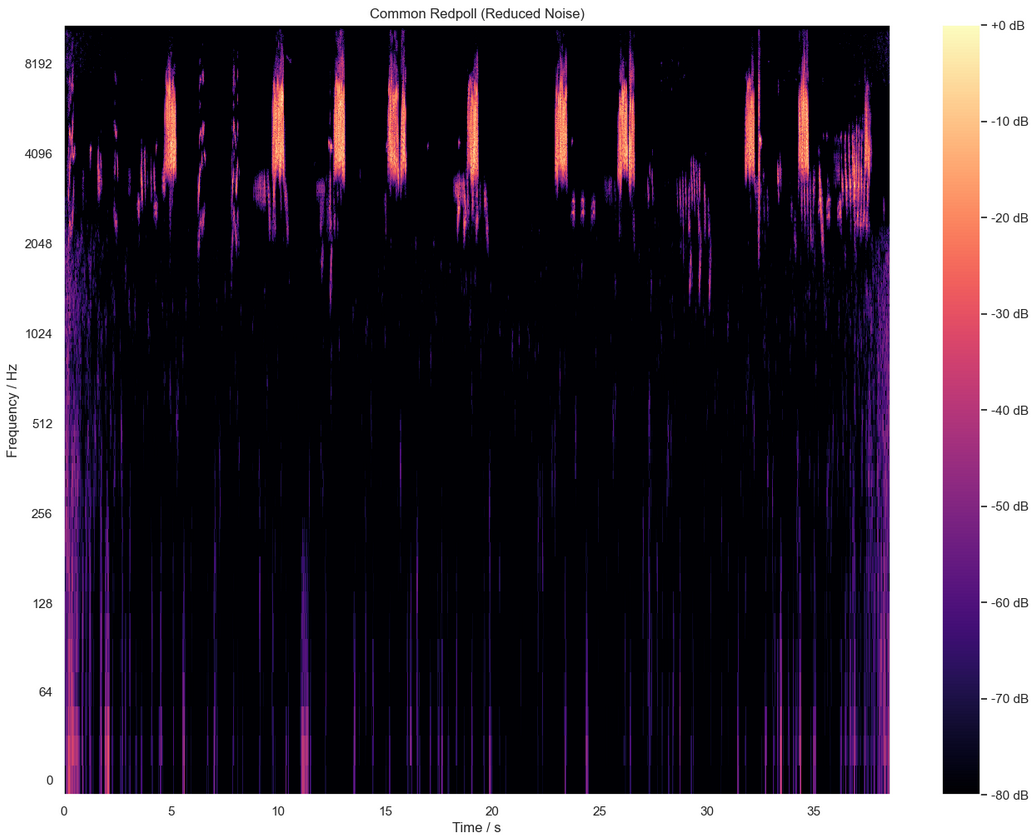 Common Redpoll (Reduced Noise)
8192
4096
2048
1024
512
256
128
64
0
Frequency / Hz
0 5 10 15 20 25 30 35
Time / s
+0 dB
-10 dB
-20 dB
-30 dB
-40 dB
-50 dB
-60 dB
-70 dB
-80 dB